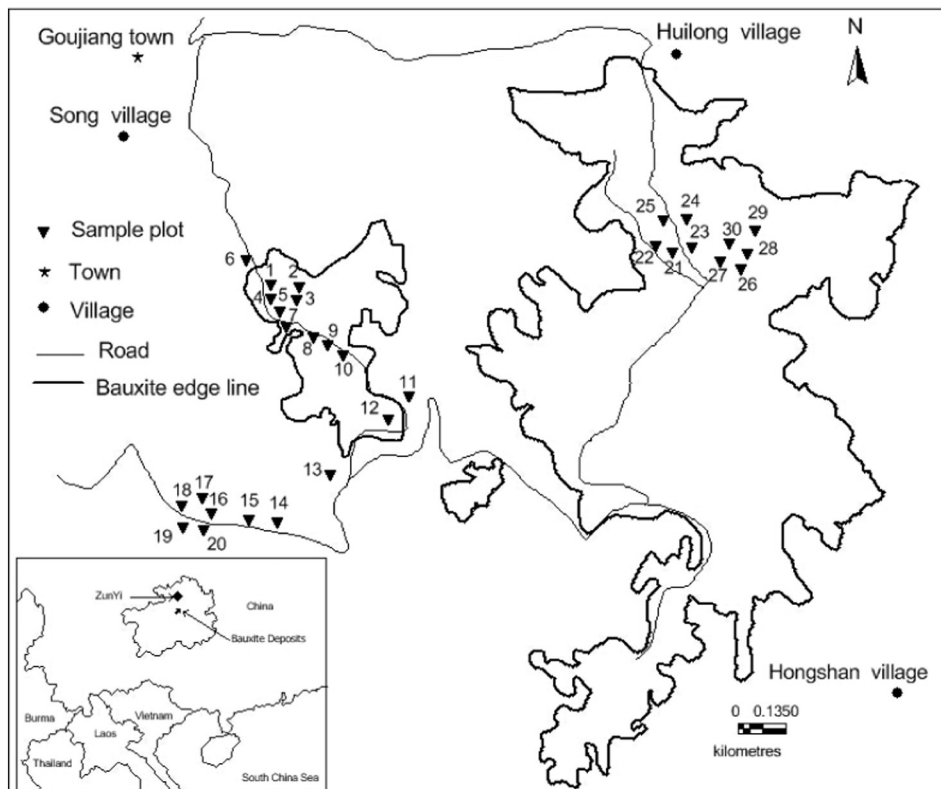 Goujiang town
Huilong village
N
Song village
Sample plot
Town
Village
Road
Bauxite edge line
25
24
29
30
23
22
21
28
27
26
6
1
2
4
5
3
7
8
9
10
11
12
13
17
18
16
15
14
19
20
ZunYi
China
Bauxite Deposits
Burma
Vietnam
Laos
Thailand
South China Sea
Hongshan village
0 0.1350
kilometres